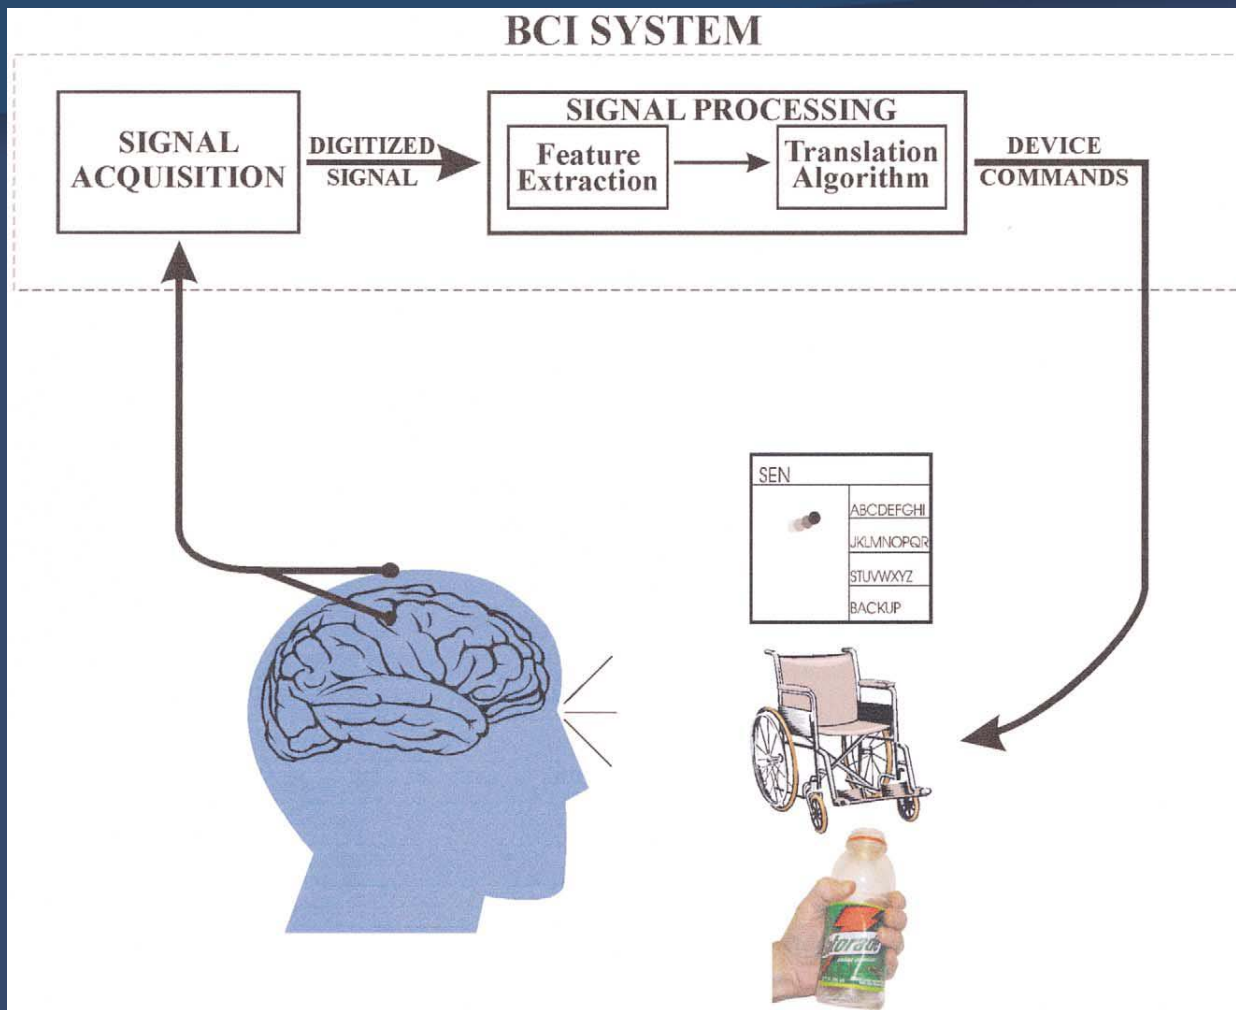 BCI SYSTEM
SIGNAL
ACQUISITION
DIGITIZED
SIGNAL
SIGNAL PROCESSING
Feature
Extraction
Translation
Algorithm
DEVICE
COMMANDS
SEN
ABCDEFGHI
JKLMNOPQR
STUVWXYZ
BACKUP
torade